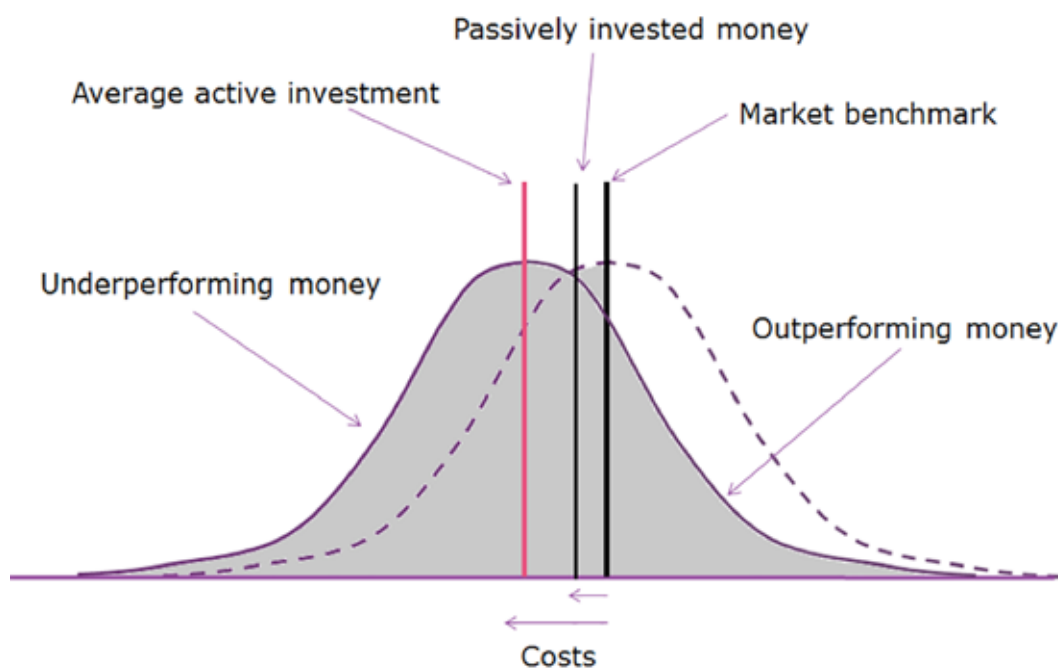 Passively invested money
Average active investment
Market benchmark
Underperforming money
Outperforming money
Costs